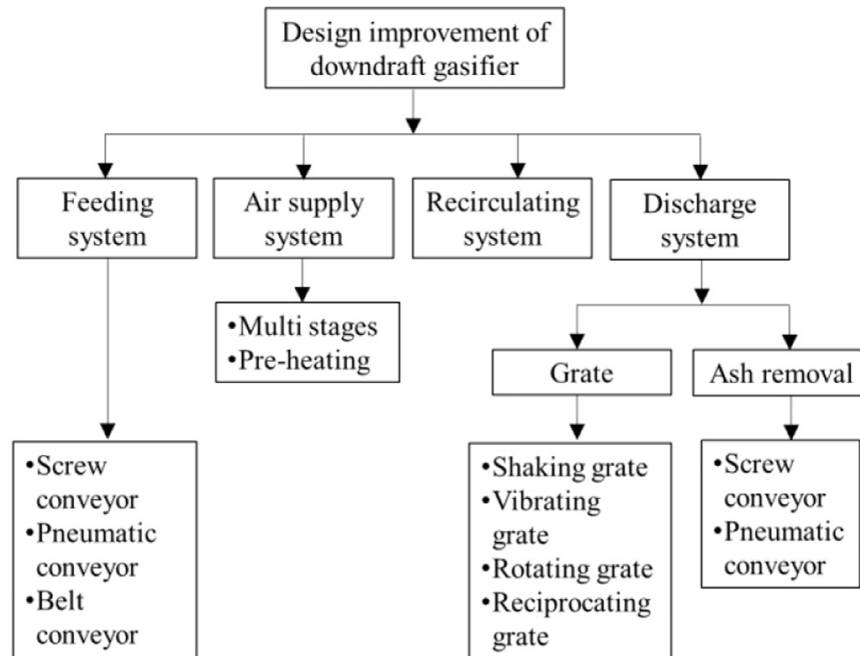 Design improvement of
downdraft gasifier
Feeding
system
Air supply
system
Recirculating
system
Discharge
system
•Multi stages
•Pre-heating
Grate
Ash removal
•Screw
conveyor
•Pneumatic
conveyor
•Belt
conveyor
•Shaking grate
•Vibrating
grate
•Rotating grate
•Reciprocating
grate
•Screw
conveyor
•Pneumatic
conveyor